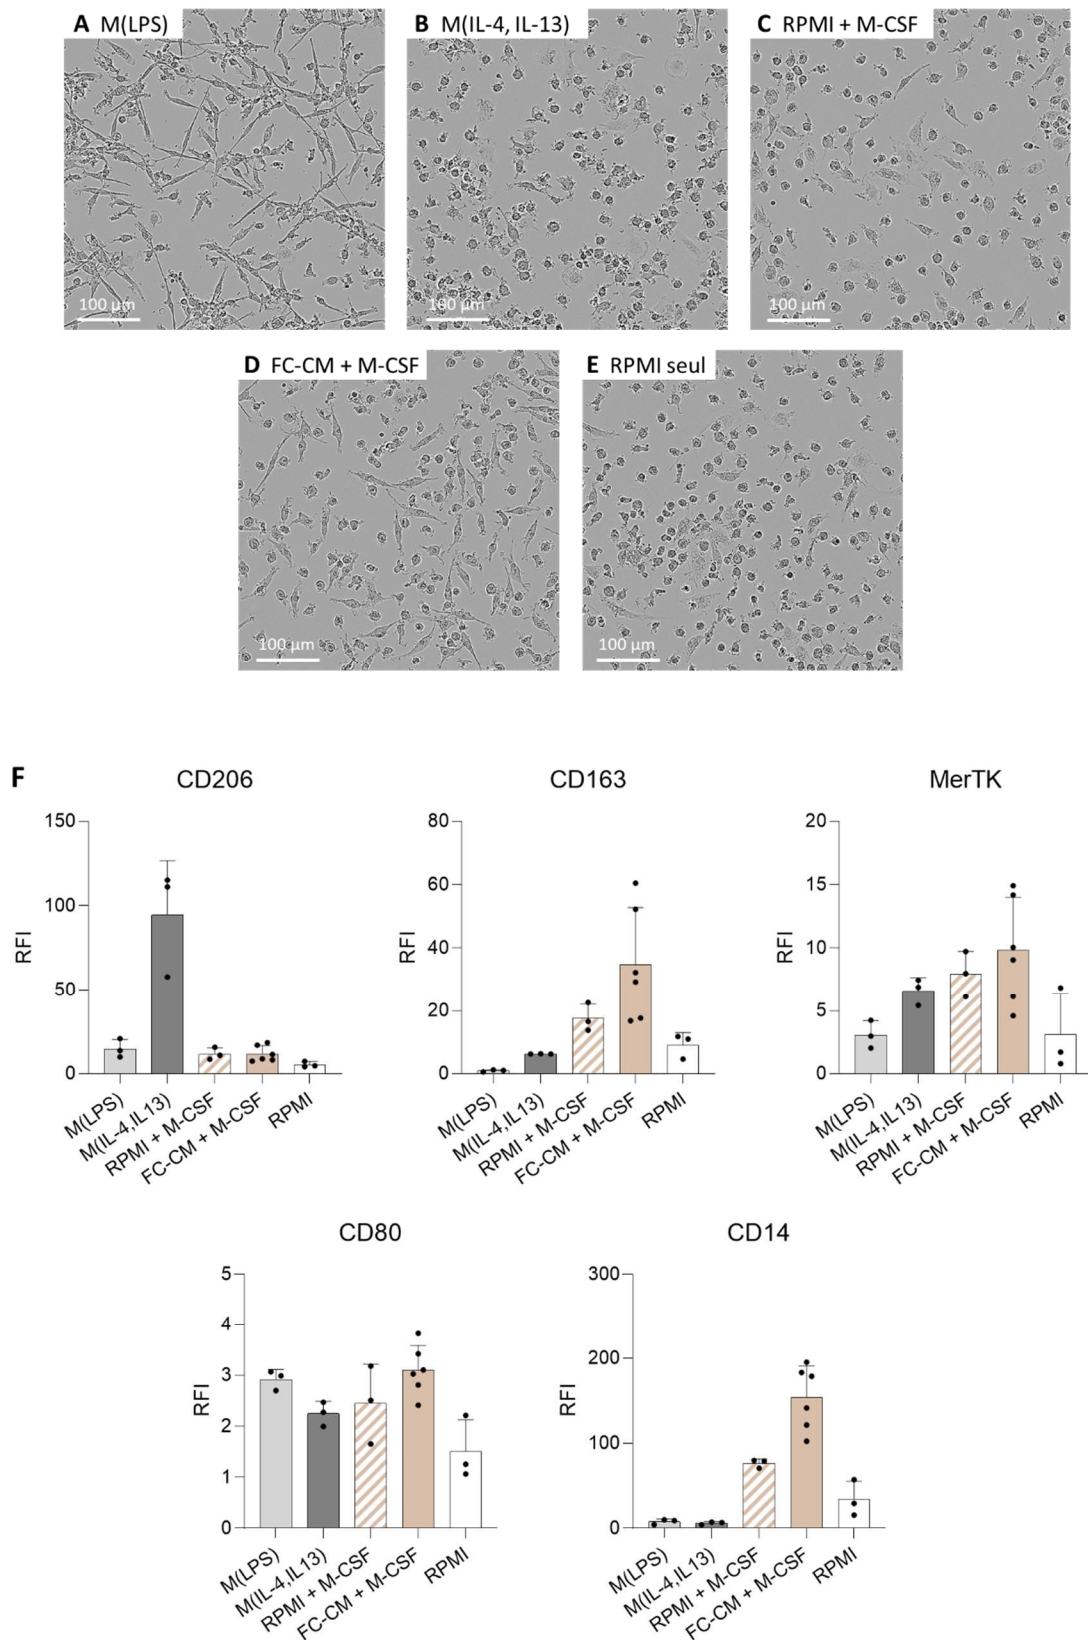 A M(LPS)
B M(IL-4, IL-13)
C RPMI + M-CSF
100 µm
100 µm
100 µm
D FC-CM + M-CSF
E RPMI seul
100 µm
100 µm
F
CD206
CD163
MerTK
150
100
50
0
RFI
M(LPS)
M(IL-4,IL13)
RPMI + M-CSF
FC-CM + M-CSF
RPMI
80
60
40
20
0
RFI
M(LPS)
M(IL-4,IL13)
RPMI + M-CSF
FC-CM + M-CSF
RPMI
20
15
10
5
0
RFI
M(LPS)
M(IL-4,IL13)
RPMI + M-CSF
FC-CM + M-CSF
RPMI
CD80
CD14
5
4
3
2
1
0
RFI
M(LPS)
M(IL-4,IL13)
RPMI + M-CSF
FC-CM + M-CSF
RPMI
300
200
100
0
RFI
M(LPS)
M(IL-4,IL13)
RPMI + M-CSF
FC-CM + M-CSF
RPMI